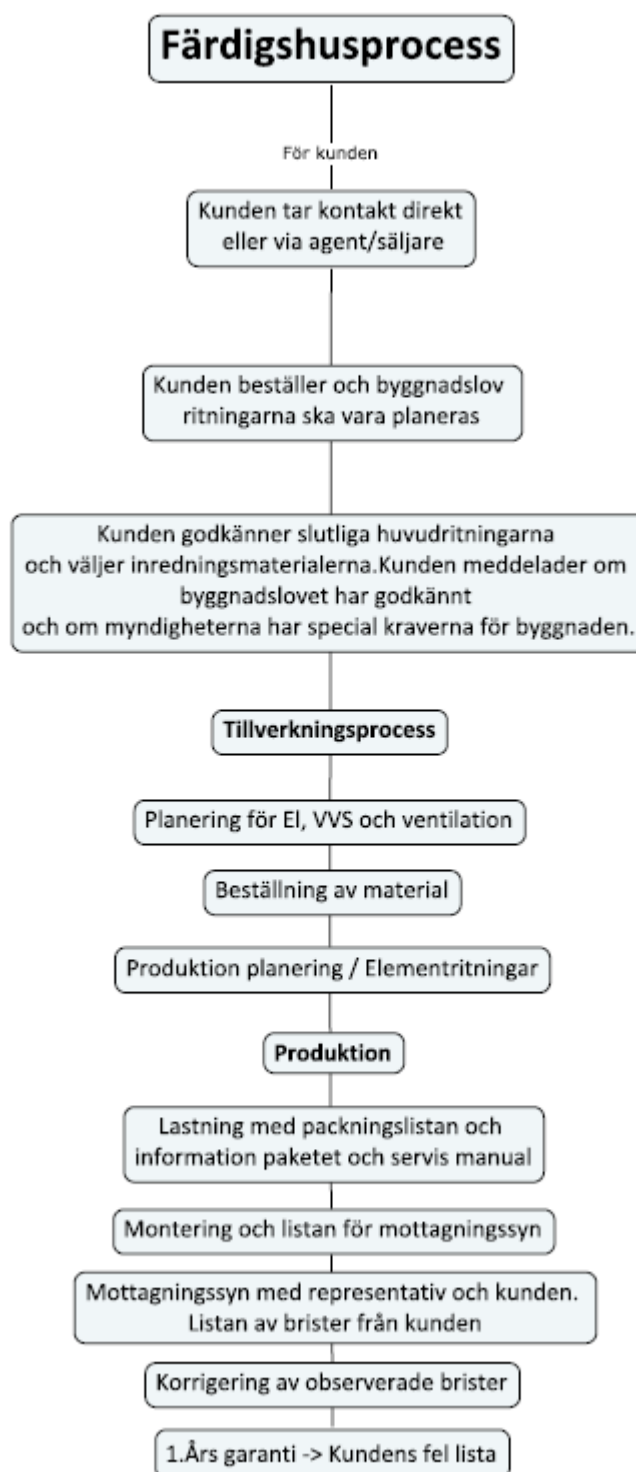 Färdigshusprocess
För kunden
Kunden tar kontakt direkt
eller via agent/säljare
Kunden beställer och byggnadslov
ritningarna ska vara planeras
Kunden godkänner slutliga huvudritningarna
och väljer inredningsmaterialerna.Kunden meddelader om
byggnadslovet har godkännt
och om myndigheterna har special kraverna för byggnaden.
Tillverkningsprocess
Planering för El, VVS och ventilation
Beställning av material
Produktion planering / Elementritningar
Produktion
Lastning med packningslistan och
information paketet och servis manual
Montering och listan för mottagningssyn
Mottagningssyn med representativ och kunden.
Listan av brister från kunden
Korrigering av observerade brister
1.Års garanti -> Kundens fel lista